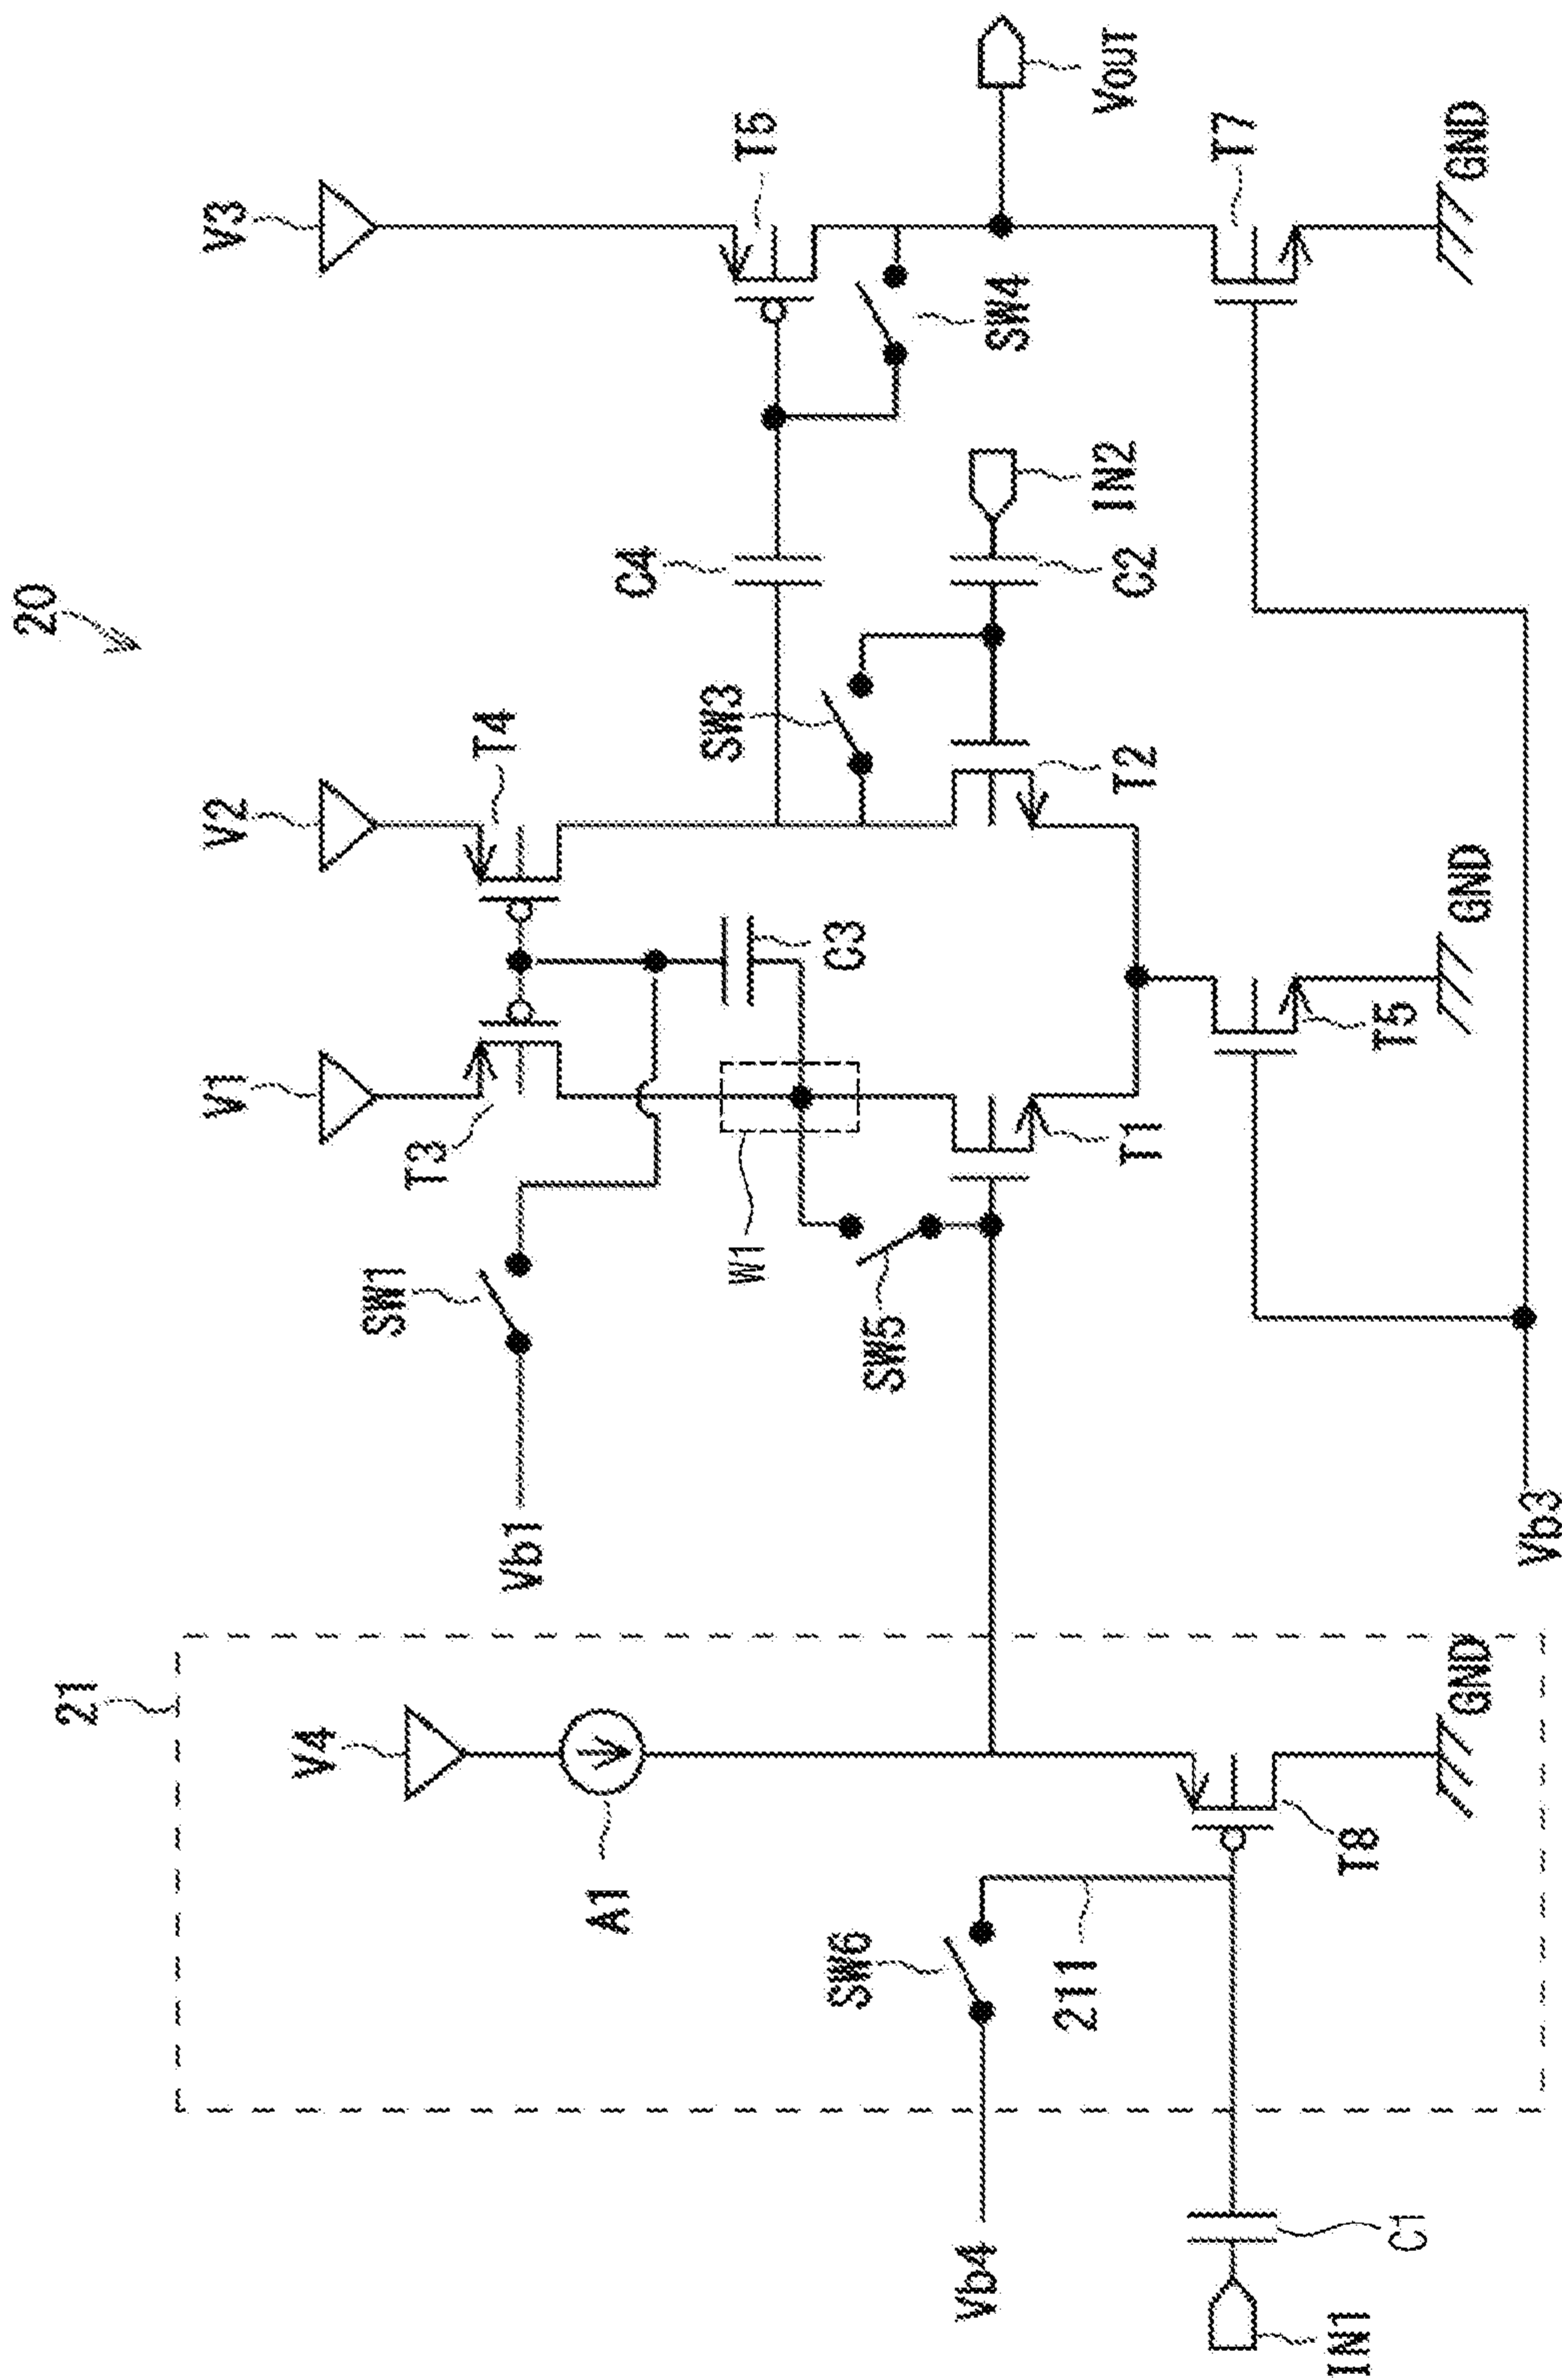 20
21
V4
V1
V2
V3
SW1
T3
T4
Vb1
A1
W1
C3
SW3
C4
T5
SW6
SW5
SW4
Vb4
211
T1
T2
C2
IN2
VOUT
T8
T5
T7
C1
IN1
GND
GND
GND
Vb3